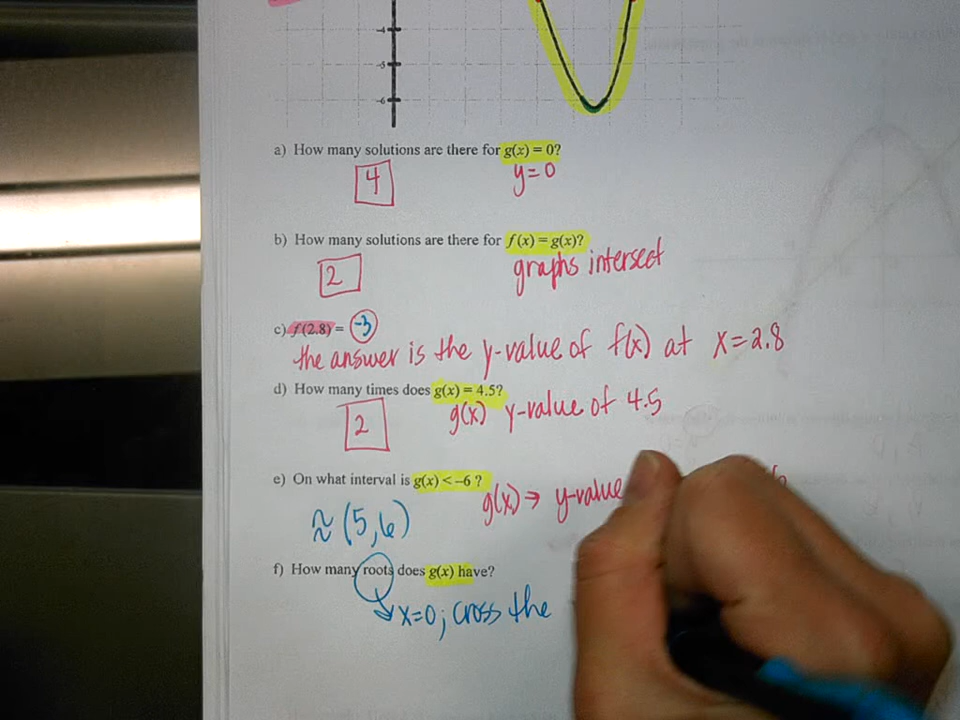 -4
-5
-6
a) How many solutions are there for g(x) = 0?
4 y=0
b) How many solutions are there for f(x) = g(x)?
2 graphs intersect
c) f(2.8) = -3
the answer is the y-value of f(x) at x=2.8
d) How many times does g(x) = 4.5?
2 g(x) y-value of 4.5
e) On what interval is g(x) < -6 ?
g(x) → y-value
≈ (5,6)
f) How many roots does g(x) have?
x=0; cross the